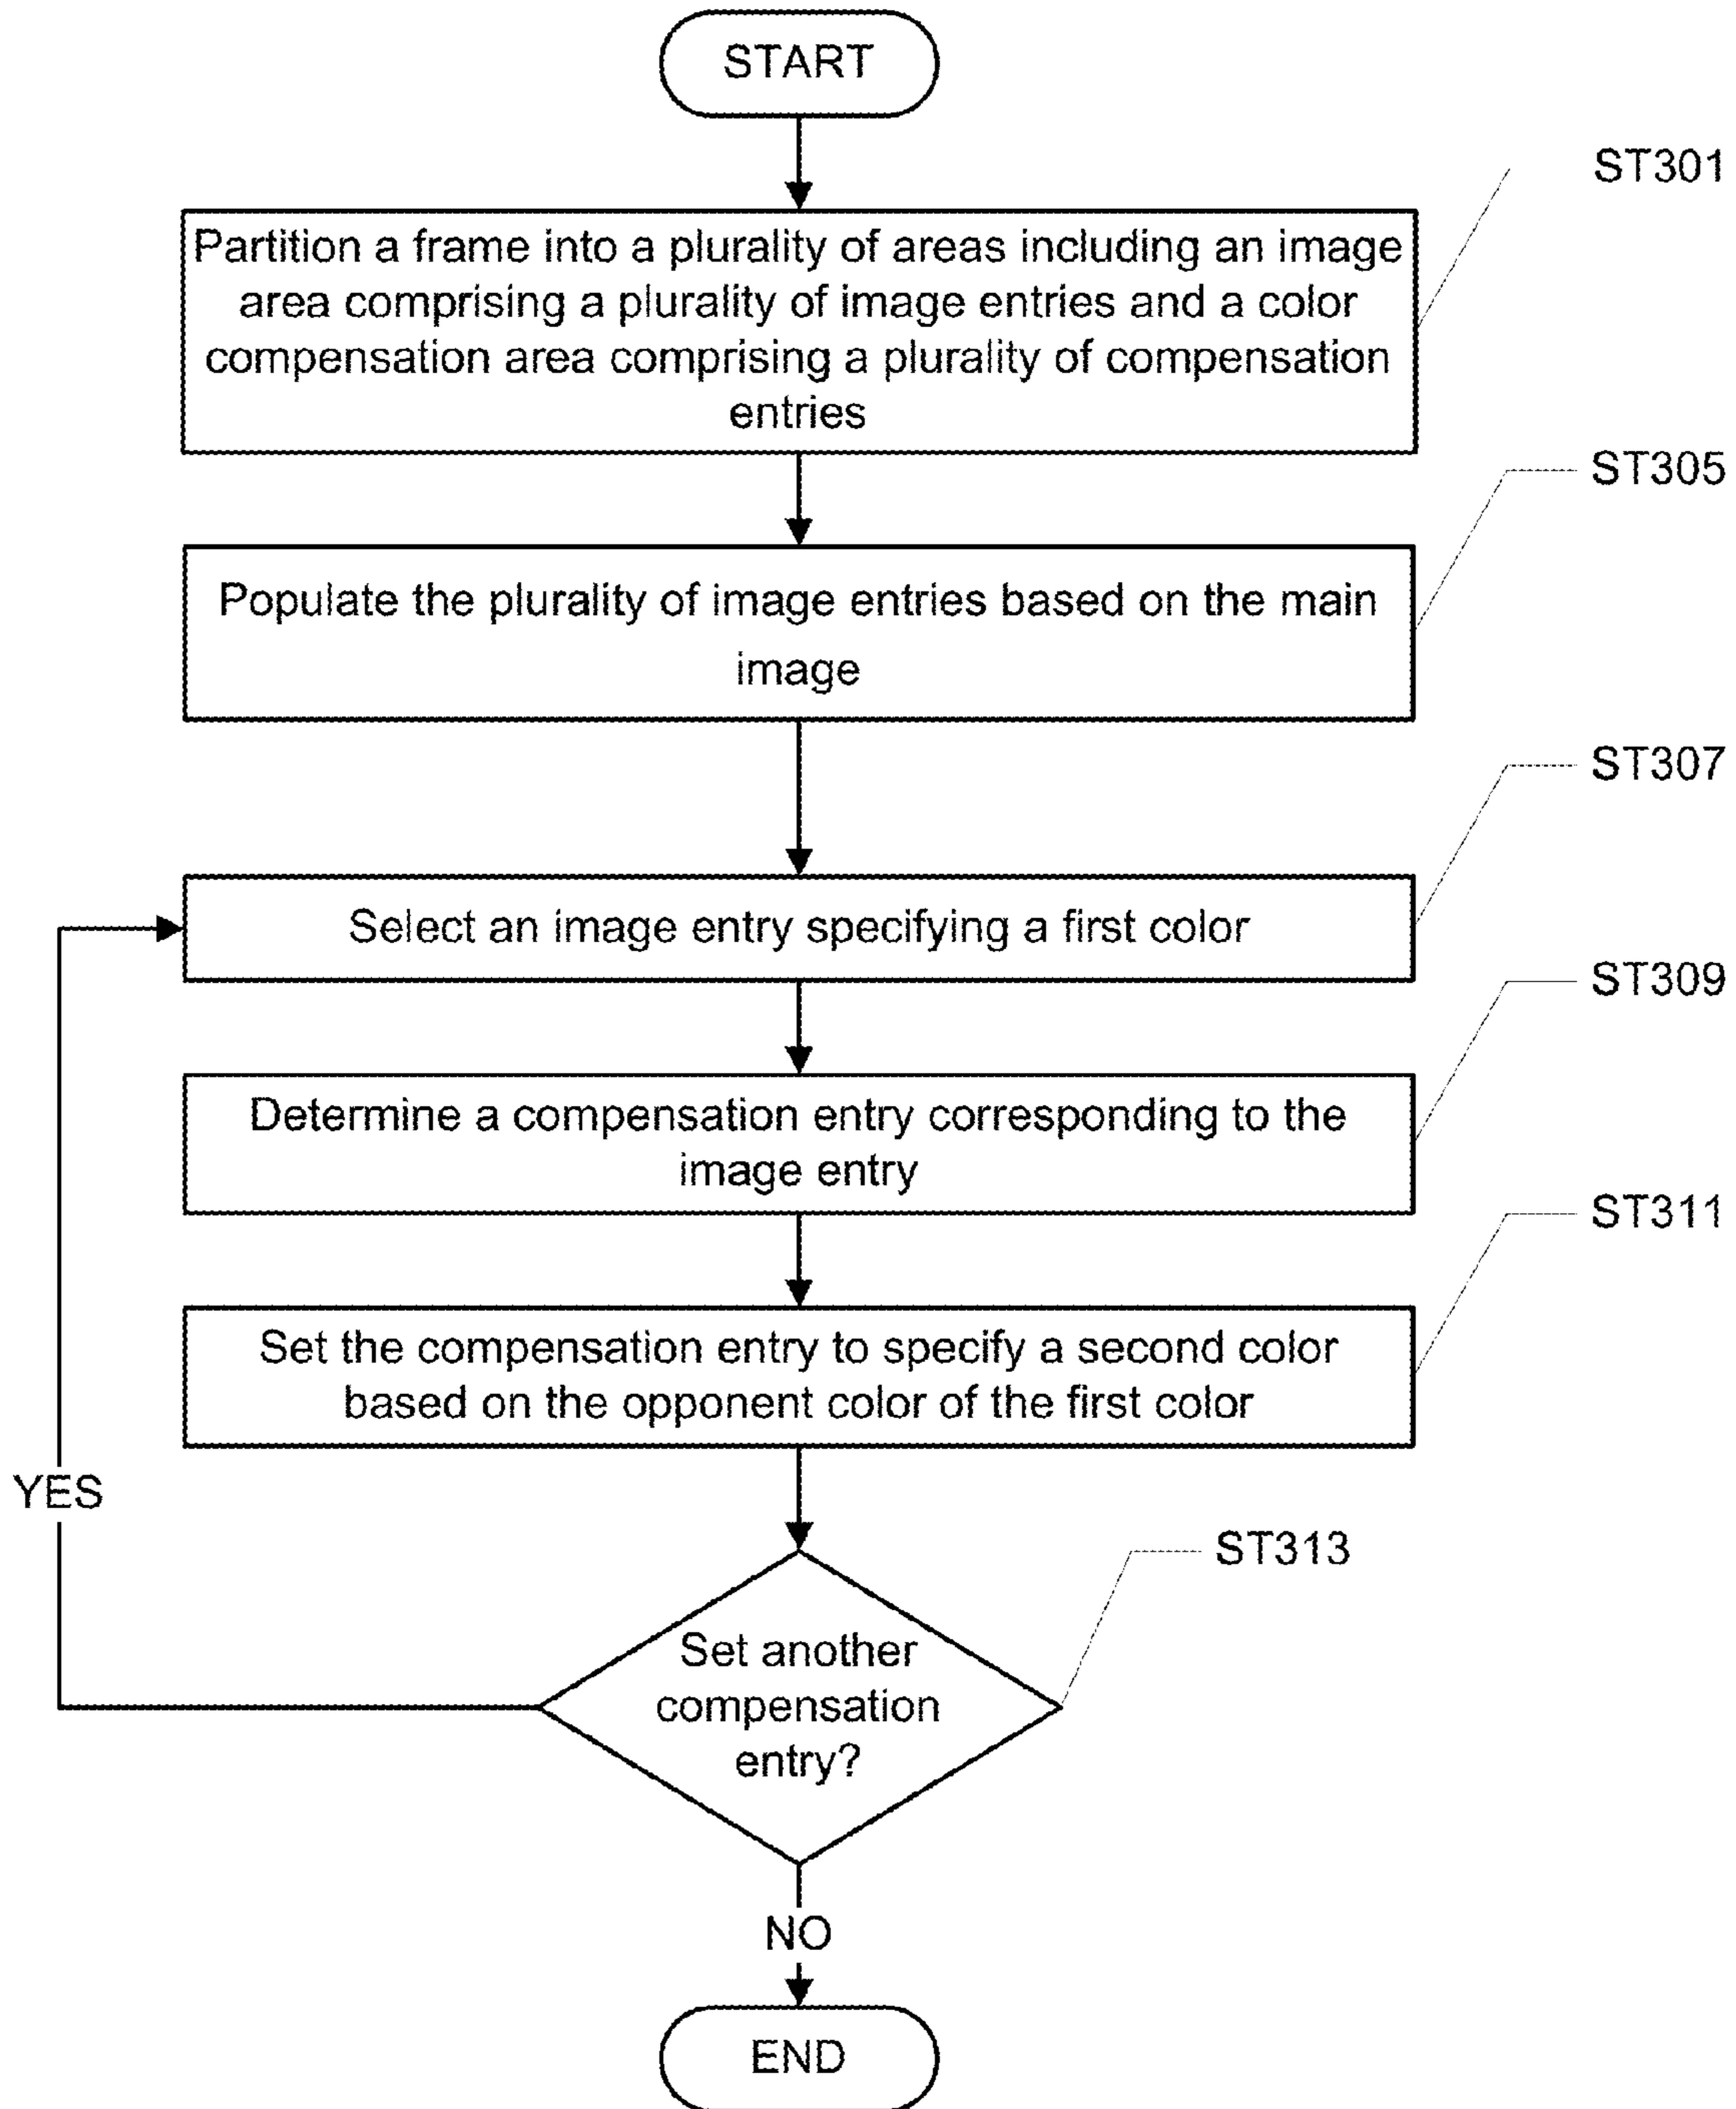 START
ST301
Partition a frame into a plurality of areas including an image
area comprising a plurality of image entries and a color
compensation area comprising a plurality of compensation
entries
ST305
Populate the plurality of image entries based on the main
image
ST307
Select an image entry specifying a first color
ST309
Determine a compensation entry corresponding to the
image entry
ST311
Set the compensation entry to specify a second color
based on the opponent color of the first color
YES
ST313
Set another
compensation
entry?
NO
END